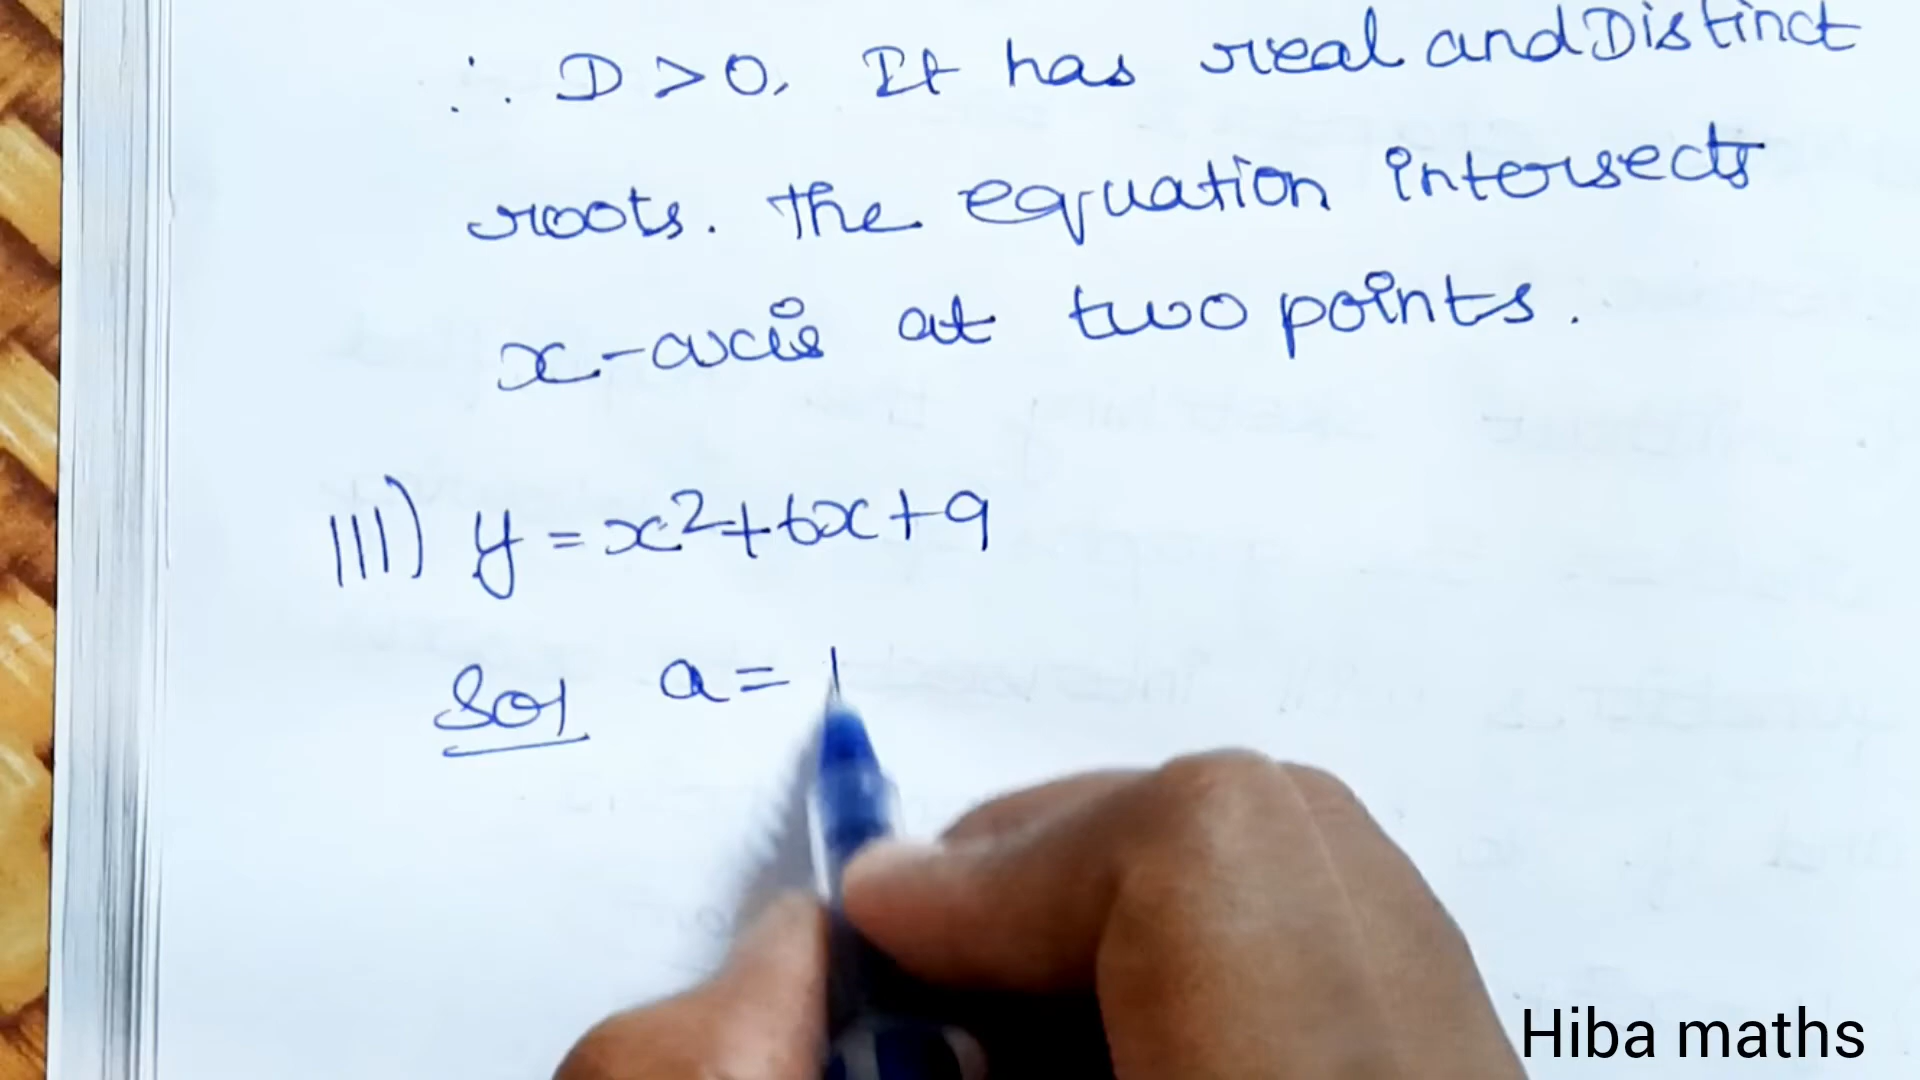 ∴ D > 0, It has real and Distinct
roots. The equation intersects
x-axis at two points.
III) y = x² + 6x + 9
Sol a = 1
Hiba maths